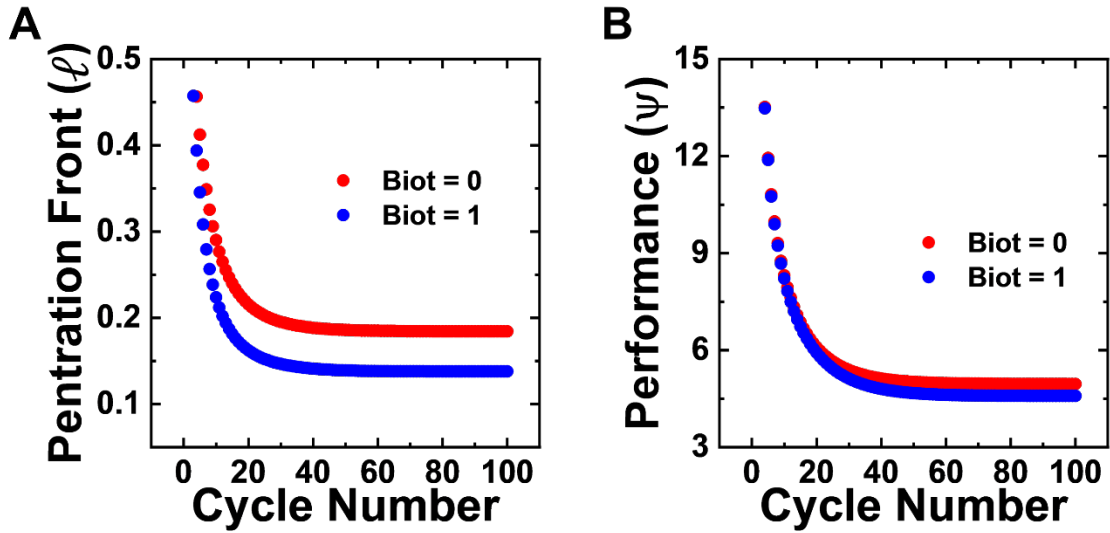 A
Pentration Front (ℓ)
0.5
0.4
0.3
0.2
0.1
Biot = 0
Biot = 1
0 20 40 60 80 100
Cycle Number
B
Performance (ψ)
15
12
9
6
3
Biot = 0
Biot = 1
0 20 40 60 80 100
Cycle Number